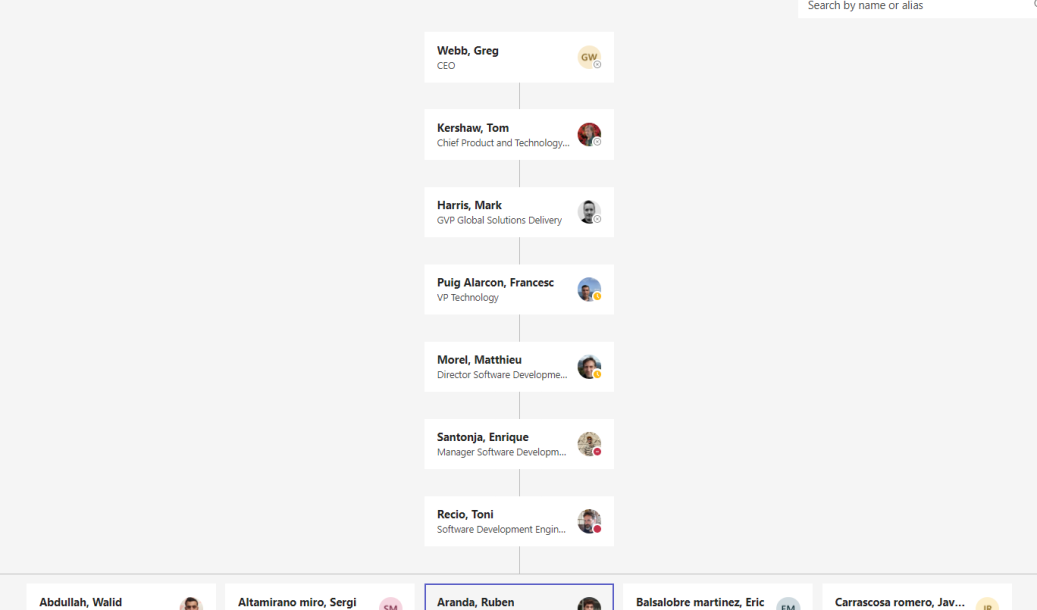 Search by name or alias
Webb, Greg
CEO
GW
Kershaw, Tom
Chief Product and Technology...
Harris, Mark
GVP Global Solutions Delivery
Puig Alarcon, Francesc
VP Technology
Morel, Matthieu
Director Software Developme...
Santonja, Enrique
Manager Software Developm...
Recio, Toni
Software Development Engin...
Abdullah, Walid
Altamirano miro, Sergi
SM
Aranda, Ruben
Balsalobre martinez, Eric
EM
Carrascosa romero, Jav...
JR